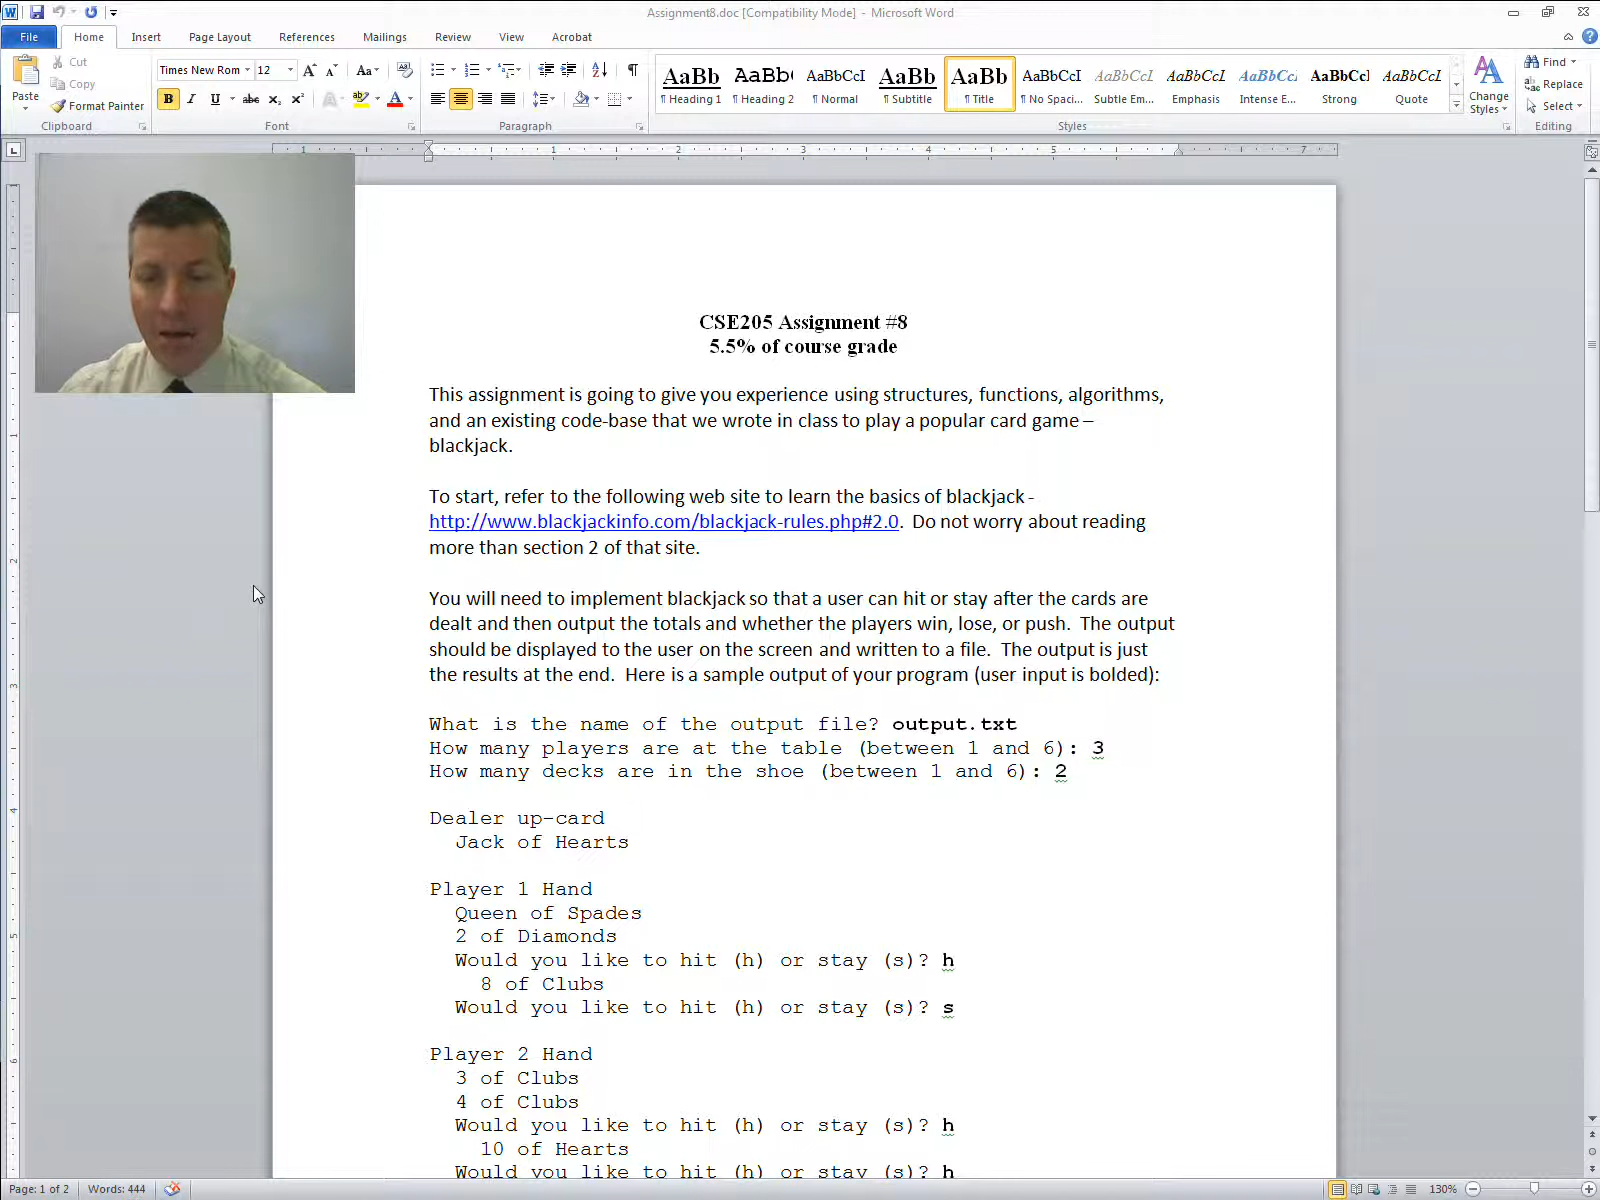 Assignment8.doc [Compatibility Mode] - Microsoft Word
File Home Insert Page Layout References Mailings Review View Acrobat
Paste
Cut
Copy
Format Painter
Clipboard
Times New Rom 12
Font
Paragraph
AaBb AaBb( AaBbCcI AaBb AaBb AaBbCcI AaBbCcI AaBbCcI AaBbCcI AaBbCcI AaBbCcI
Heading 1 Heading 2 ¶ Normal ¶ Subtitle ¶ Title ¶ No Spaci... Subtle Em... Emphasis Intense E... Strong Quote
Styles
Change Styles
Find
Replace
Select
Editing
1 1 2 3 4 5 7
CSE205 Assignment #8
5.5% of course grade
This assignment is going to give you experience using structures, functions, algorithms,
and an existing code-base that we wrote in class to play a popular card game –
blackjack.
To start, refer to the following web site to learn the basics of blackjack -
http://www.blackjackinfo.com/blackjack-rules.php#2.0. Do not worry about reading
more than section 2 of that site.
You will need to implement blackjack so that a user can hit or stay after the cards are
dealt and then output the totals and whether the players win, lose, or push. The output
should be displayed to the user on the screen and written to a file. The output is just
the results at the end. Here is a sample output of your program (user input is bolded):
What is the name of the output file? output.txt
How many players are at the table (between 1 and 6): 3
How many decks are in the shoe (between 1 and 6): 2
Dealer up-card
Jack of Hearts
Player 1 Hand
Queen of Spades
2 of Diamonds
Would you like to hit (h) or stay (s)? h
8 of Clubs
Would you like to hit (h) or stay (s)? s
Player 2 Hand
3 of Clubs
4 of Clubs
Would you like to hit (h) or stay (s)? h
10 of Hearts
Would you like to hit (h) or stay (s)? h
Page: 1 of 2 Words: 444 130%